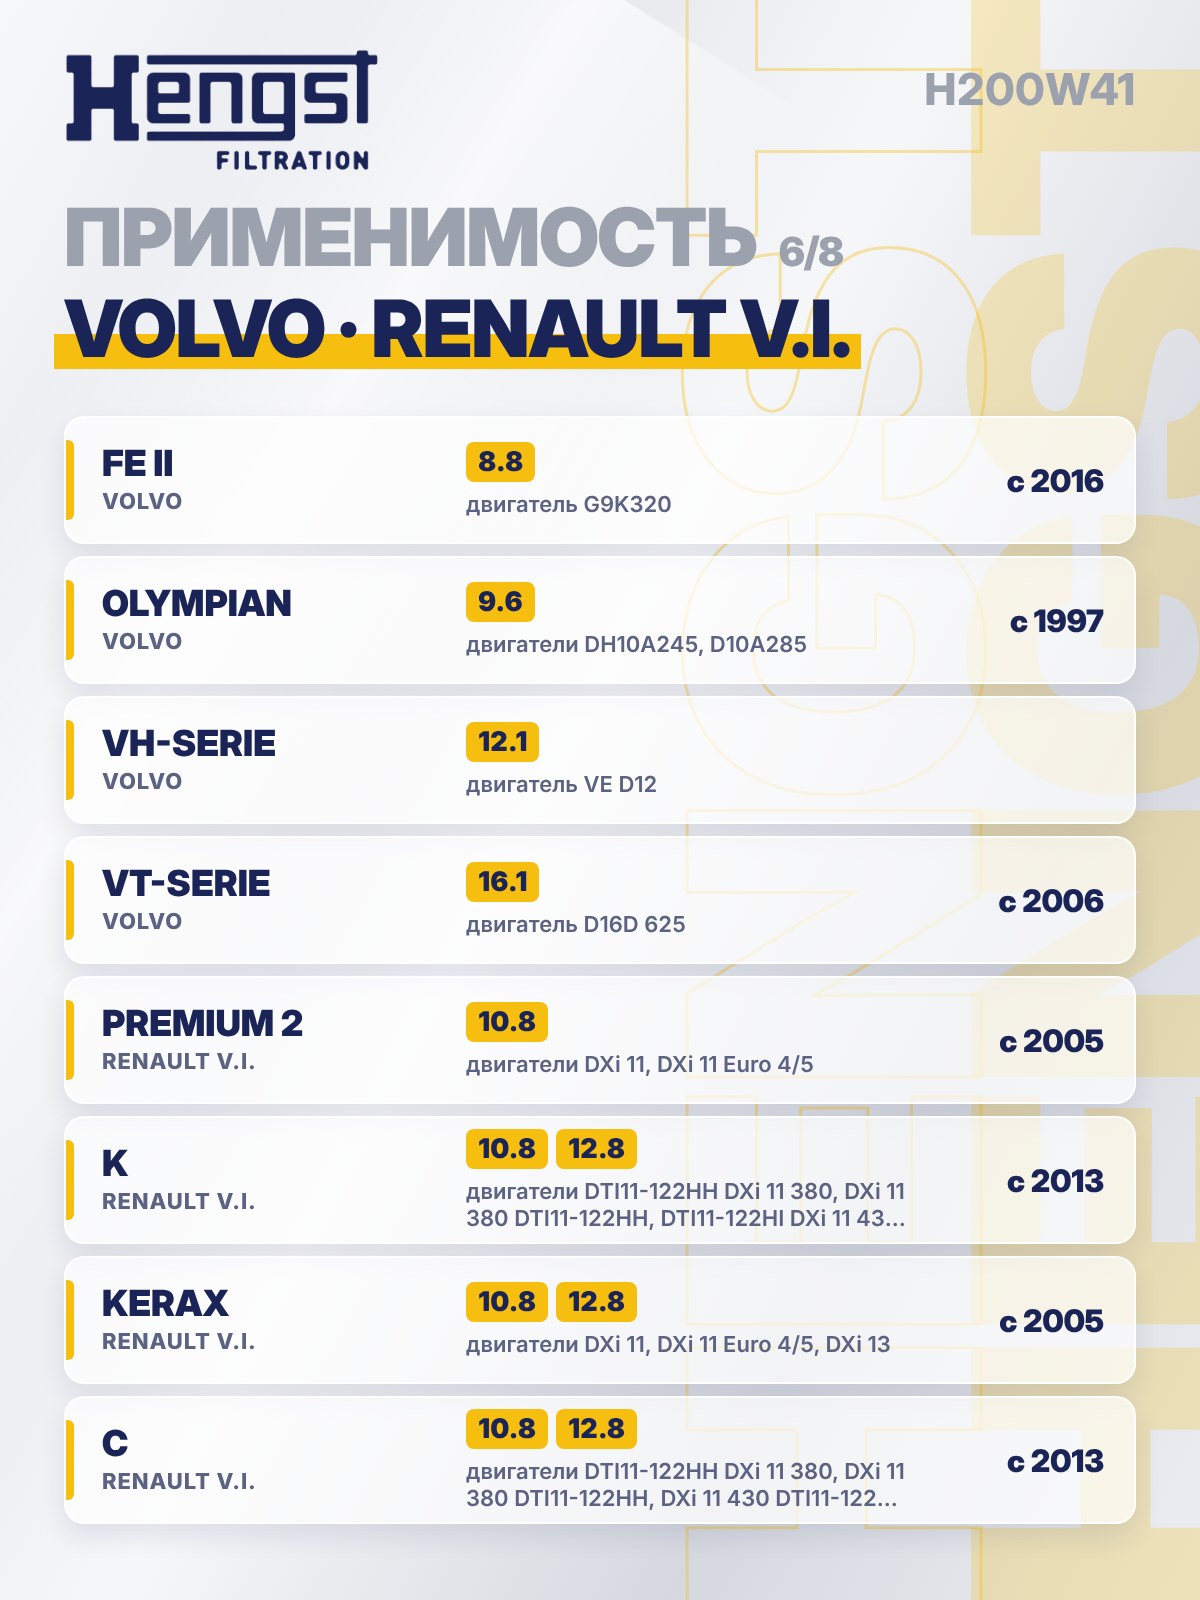 Hengst
FILTRATION
H200W41
ПРИМЕНИМОСТЬ 6/8
VOLVO · RENAULT V.I.
FE II
VOLVO
8.8
двигатель G9K320
с 2016
OLYMPIAN
VOLVO
9.6
двигатели DH10A245, D10A285
с 1997
VH-SERIE
VOLVO
12.1
двигатель VE D12
VT-SERIE
VOLVO
16.1
двигатель D16D 625
с 2006
PREMIUM 2
RENAULT V.I.
10.8
двигатели DXi 11, DXi 11 Euro 4/5
с 2005
K
RENAULT V.I.
10.8 12.8
двигатели DTI11-122HH DXi 11 380, DXi 11
380 DTI11-122HH, DTI11-122HI DXi 11 43...
с 2013
KERAX
RENAULT V.I.
10.8 12.8
двигатели DXi 11, DXi 11 Euro 4/5, DXi 13
с 2005
C
RENAULT V.I.
10.8 12.8
двигатели DTI11-122HH DXi 11 380, DXi 11
380 DTI11-122HH, DXi 11 430 DTI11-122...
с 2013
HENGST